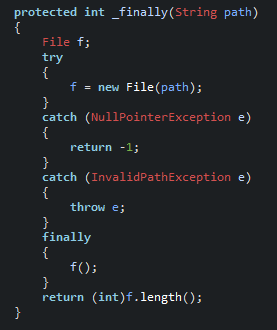 protected int _finally(String path)
{
    File f;
    try
    {
        f = new File(path);
    }
    catch (NullPointerException e)
    {
        return -1;
    }
    catch (InvalidPathException e)
    {
        throw e;
    }
    finally
    {
        f();
    }
    return (int)f.length();
}